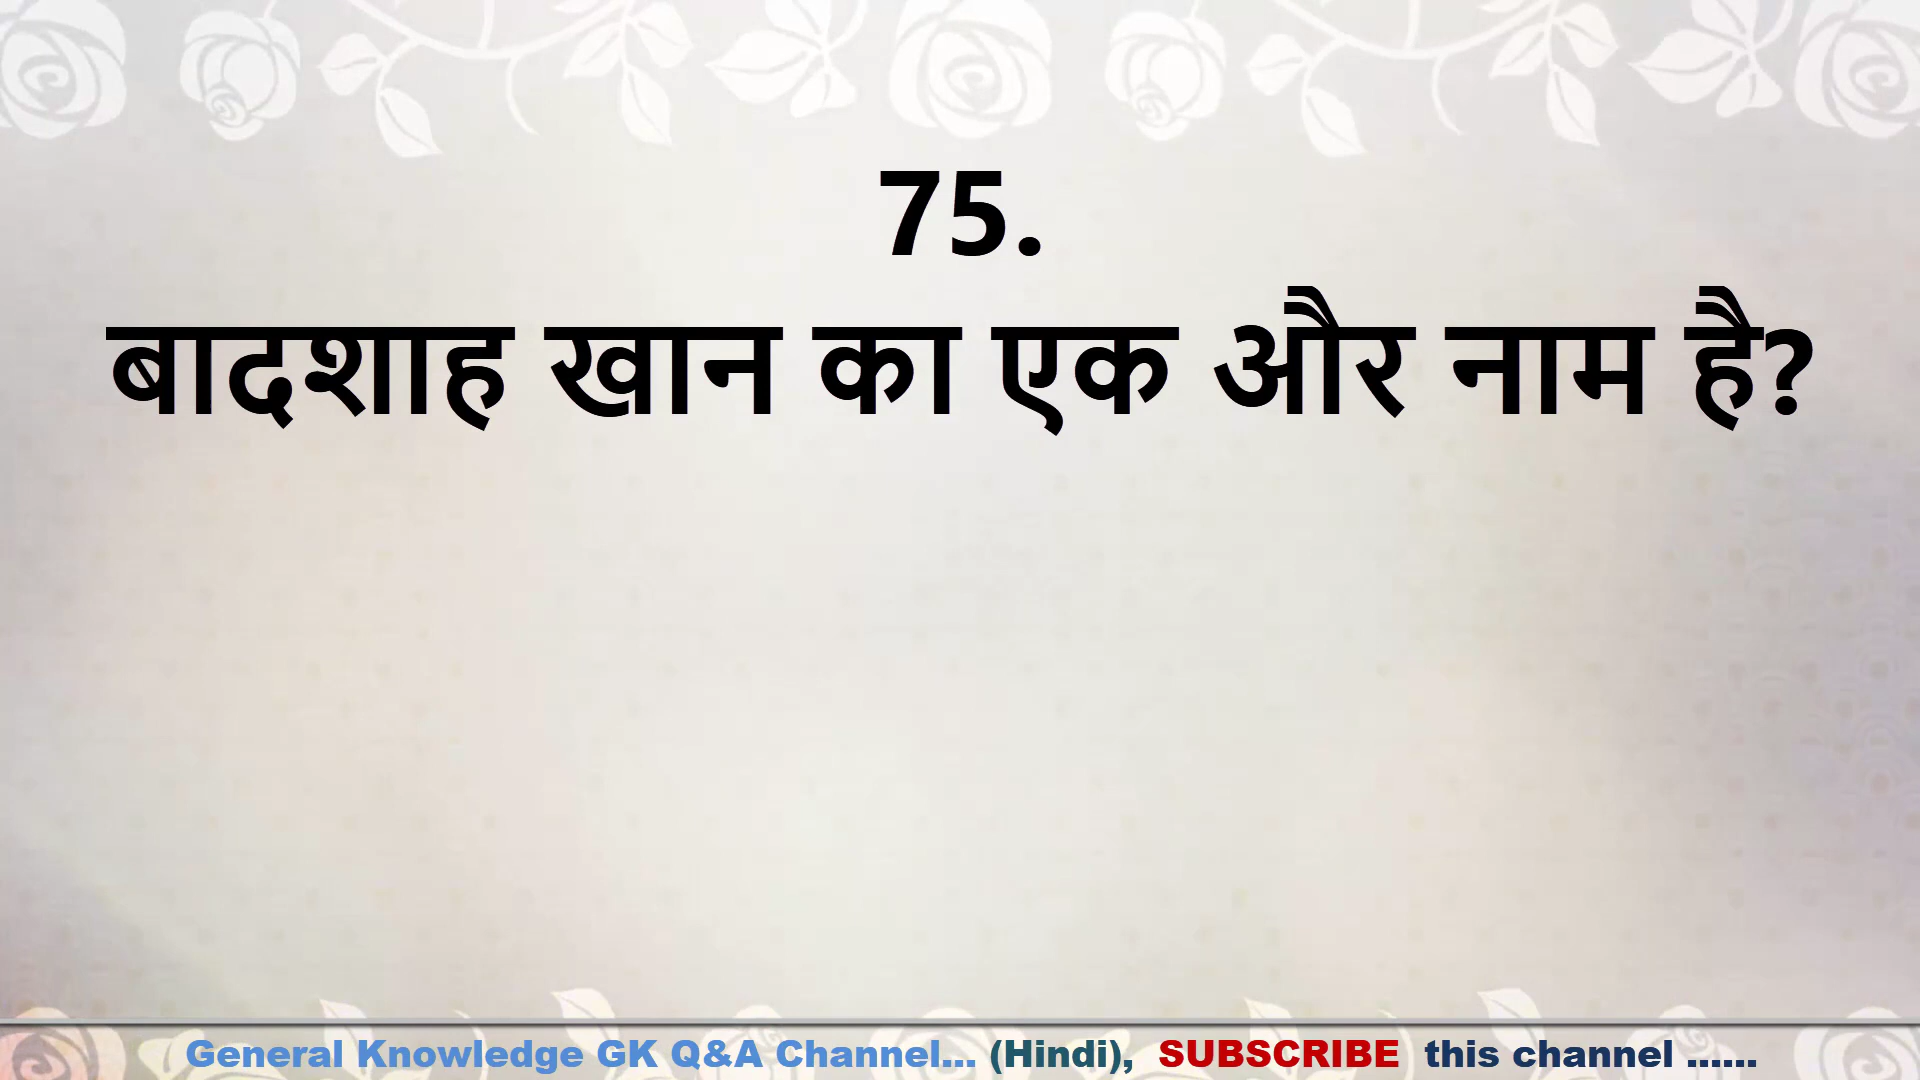 75.
बादशाह खान का एक और नाम है?
General Knowledge GK Q&A Channel... (Hindi), SUBSCRIBE this channel ......